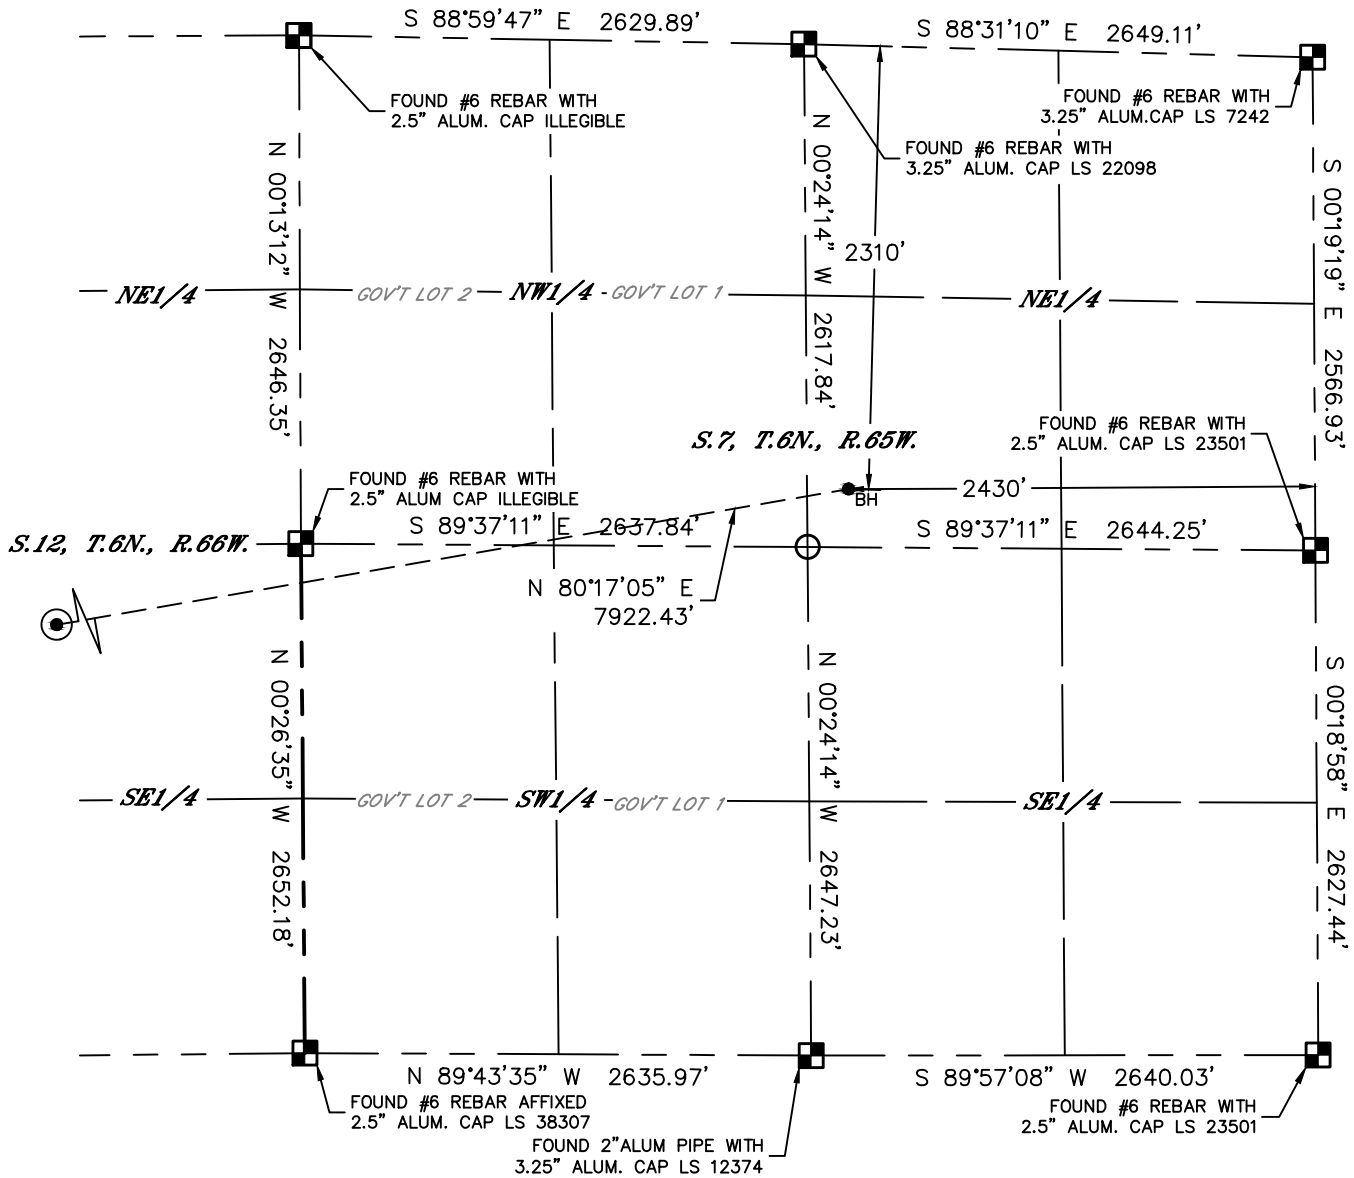 S 88°59'47" E 2629.89'
S 88°31'10" E 2649.11'
FOUND #6 REBAR WITH
2.5" ALUM. CAP ILLEGIBLE
FOUND #6 REBAR WITH
3.25" ALUM.CAP LS 7242
FOUND #6 REBAR WITH
3.25" ALUM. CAP LS 22098
N 00°13'12" W 2646.35'
N 00°24'14" W 2617.84'
S 00°19'19" E 2566.93'
2310'
NE1/4
GOV'T LOT 2
NW1/4
GOV'T LOT 1
NE1/4
FOUND #6 REBAR WITH
2.5" ALUM. CAP LS 23501
S.7, T.6N., R.65W.
FOUND #6 REBAR WITH
2.5" ALUM CAP ILLEGIBLE
BH
2430'
S 89°37'11" E 2637.84'
S 89°37'11" E 2644.25'
S.12, T.6N., R.66W.
N 80°17'05" E
7922.43'
N 00°26'35" W 2652.18'
N 00°24'14" W 2647.23'
S 00°18'58" E 2627.44'
SE1/4
GOV'T LOT 2
SW1/4
GOV'T LOT 1
SE1/4
N 89°43'35" W 2635.97'
S 89°57'08" W 2640.03'
FOUND #6 REBAR AFFIXED
2.5" ALUM. CAP LS 38307
FOUND #6 REBAR WITH
2.5" ALUM. CAP LS 23501
FOUND 2"ALUM PIPE WITH
3.25" ALUM. CAP LS 12374